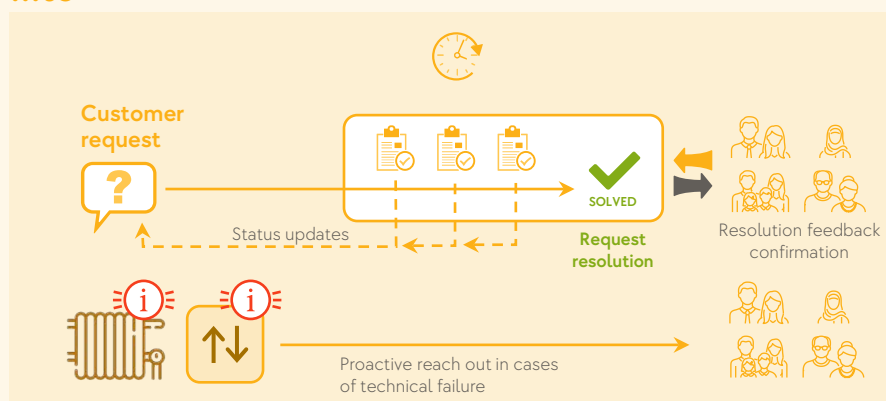 Customer
request
?
SOLVED
Status updates
Request
resolution
Resolution feedback
confirmation
i
i
Proactive reach out in cases
of technical failure